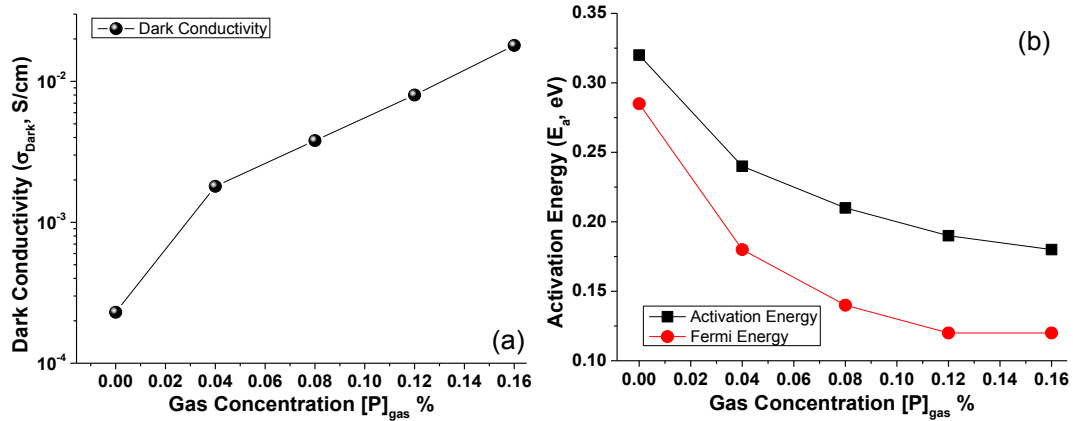 Dark Conductivity
(a)
Dark Conductivity (σDark, S/cm)
10⁻²
10⁻³
10⁻⁴
0.00 0.02 0.04 0.06 0.08 0.10 0.12 0.14 0.16
Gas Concentration [P]gas %
(b)
Activation Energy (Ea, eV)
0.35
0.30
0.25
0.20
0.15
0.10
Activation Energy
Fermi Energy
0.00 0.02 0.04 0.06 0.08 0.10 0.12 0.14 0.16
Gas Concentration [P]gas %